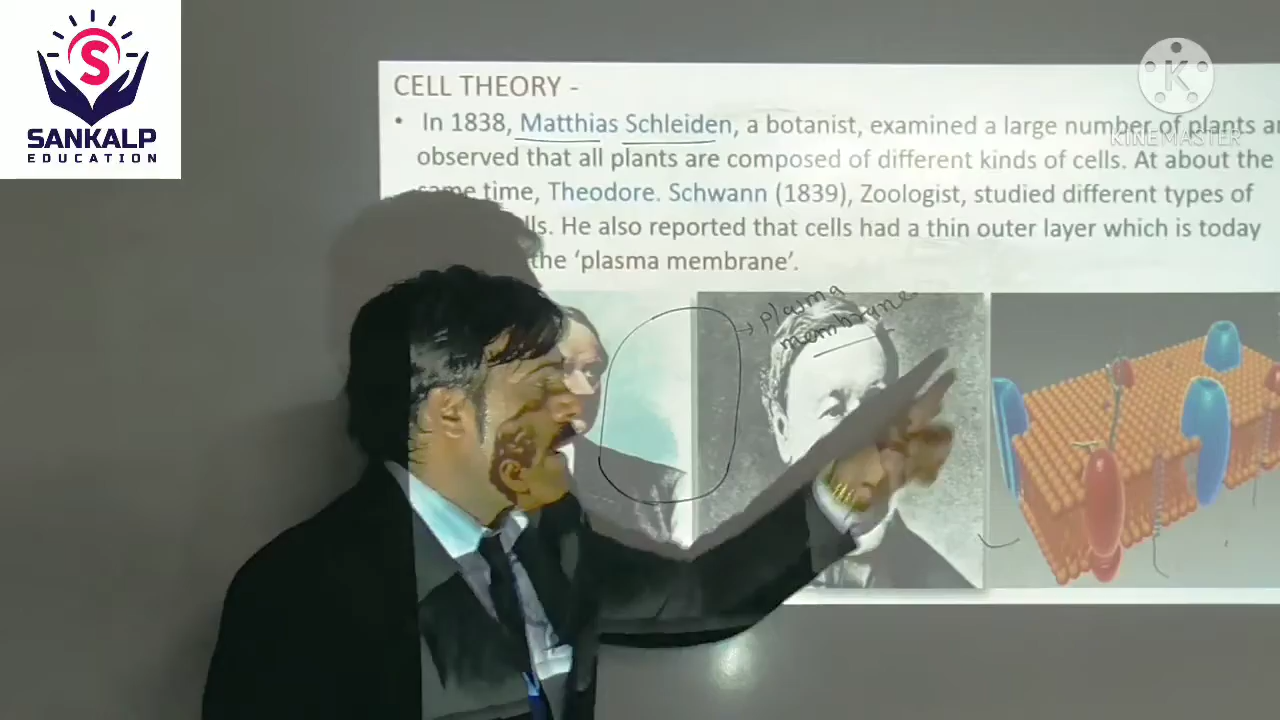 S
SANKALP
EDUCATION
K
KINEMASTER
CELL THEORY -
• In 1838, Matthias Schleiden, a botanist, examined a large number of plants an
observed that all plants are composed of different kinds of cells. At about the
same time, Theodore. Schwann (1839), Zoologist, studied different types of
lls. He also reported that cells had a thin outer layer which is today
the ‘plasma membrane’.
→ plasma
membrane